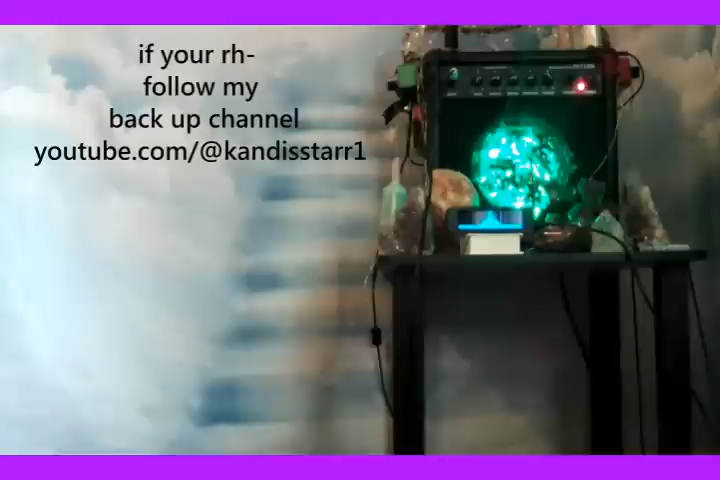 if your rh-
follow my
back up channel
youtube.com/@kandisstarr1